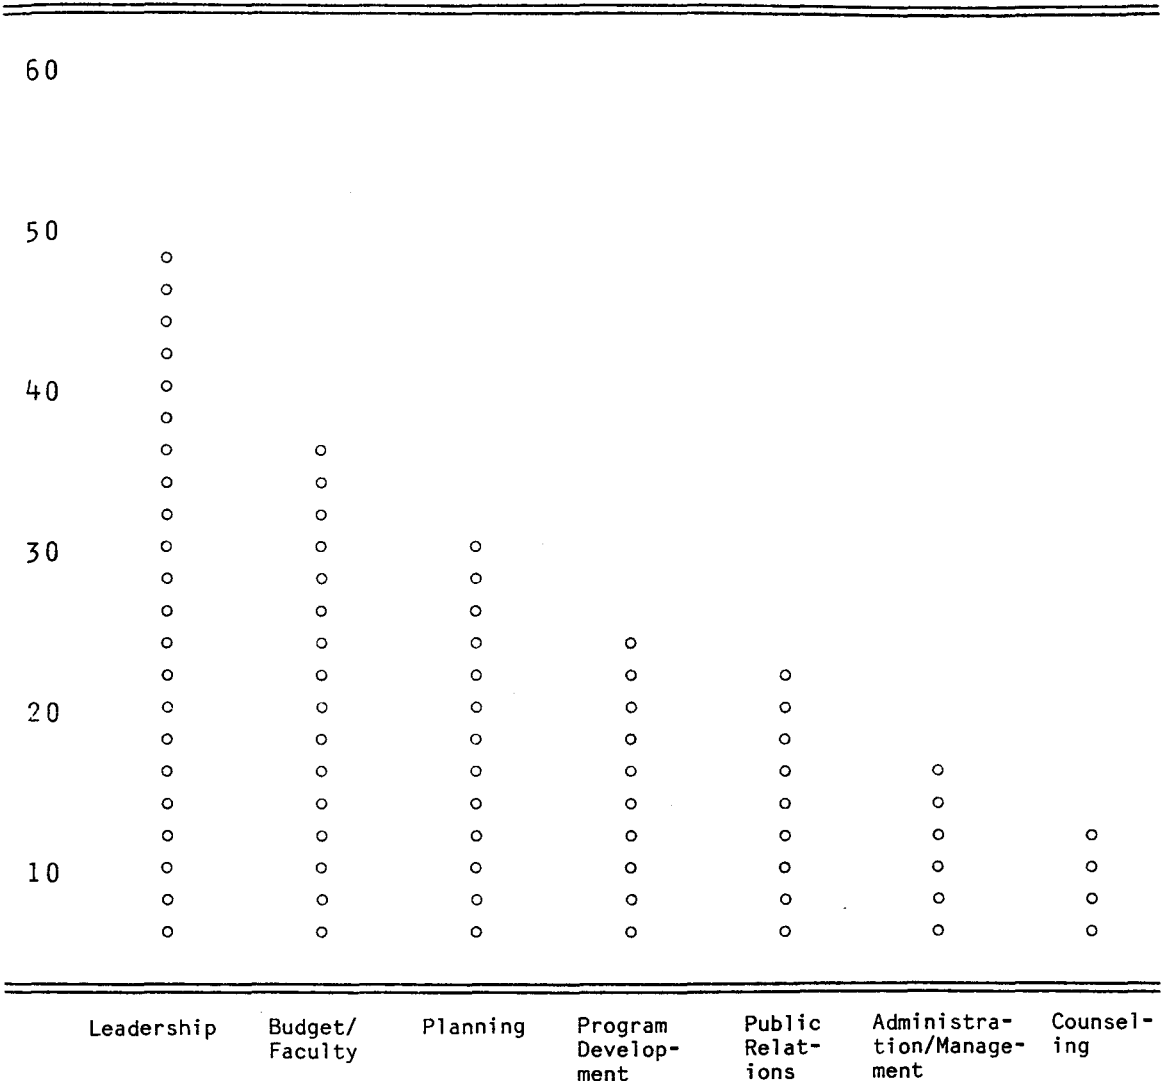 60
50
40
30
20
10
Leadership
Budget/
Faculty
Planning
Program
Develop-
ment
Public
Relat-
ions
Administra-
tion/Manage-
ment
Counsel-
ing